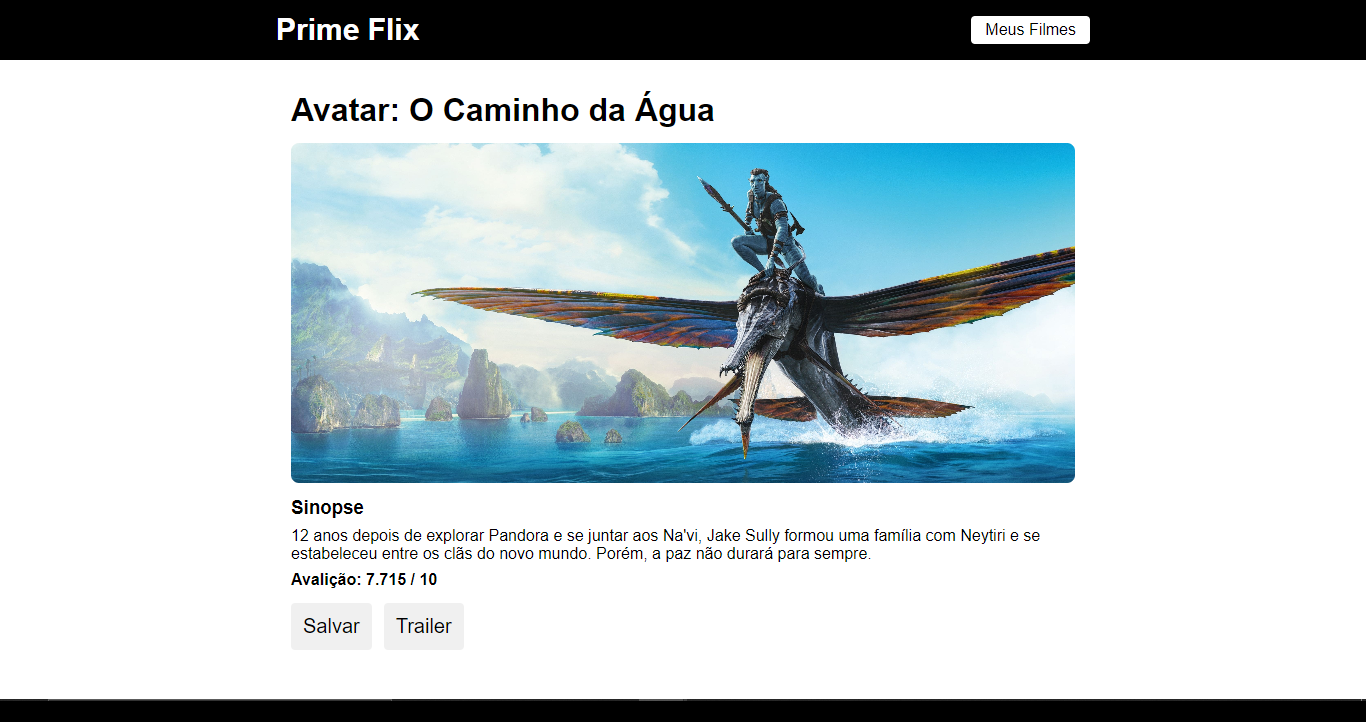 Prime Flix
Meus Filmes
Avatar: O Caminho da Água
Sinopse
12 anos depois de explorar Pandora e se juntar aos Na'vi, Jake Sully formou uma família com Neytiri e se
estabeleceu entre os clãs do novo mundo. Porém, a paz não durará para sempre.
Avalição: 7.715 / 10
Salvar
Trailer